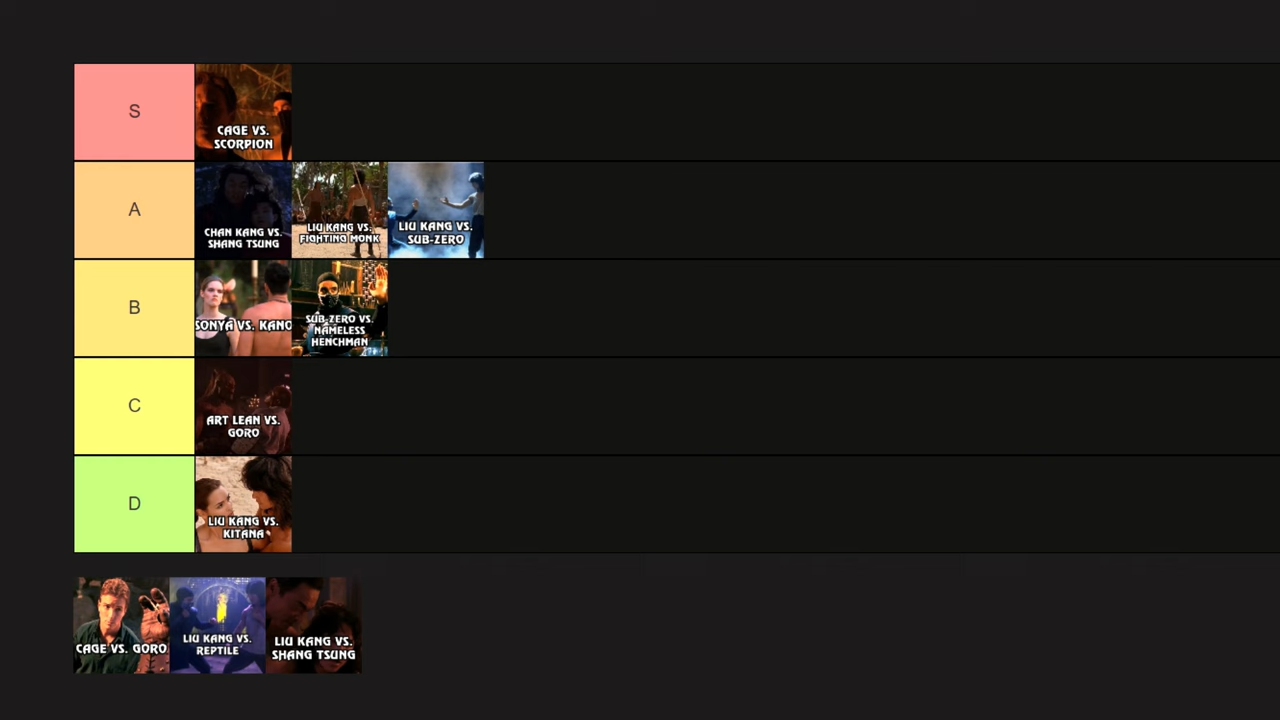 S
CAGE VS.
SCORPION
A
CHAN KANG VS.
SHANG TSUNG
LIU KANG VS.
FIGHTING MONK
LIU KANG VS.
SUB-ZERO
B
SONYA VS. KANO
SUB-ZERO VS.
NAMELESS
HENCHMAN
C
ART LEAN VS.
GORO
D
LIU KANG VS.
KITANA
CAGE VS. GORO
LIU KANG VS.
REPTILE
LIU KANG VS.
SHANG TSUNG